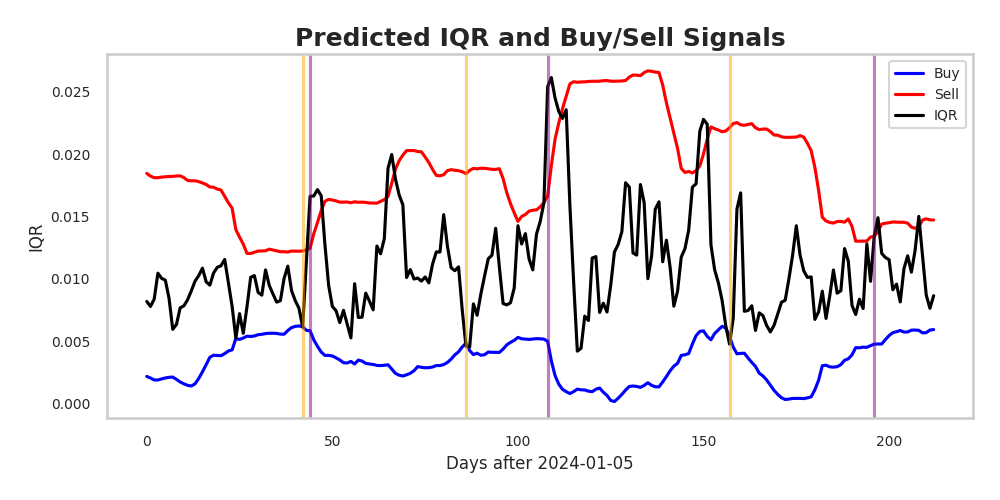 Predicted IQR and Buy/Sell Signals
Buy
Sell
IQR
IQR
0.025
0.020
0.015
0.010
0.005
0.000
0 50 100 150 200
Days after 2024-01-05